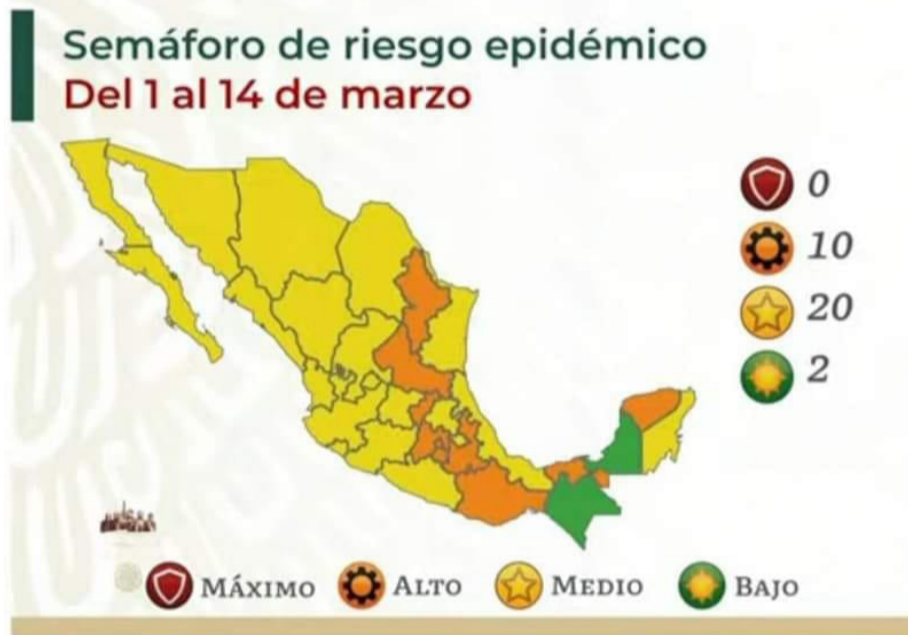 Semáforo de riesgo epidémico
Del 1 al 14 de marzo
0
10
20
2
MÁXIMO ALTO MEDIO BAJO